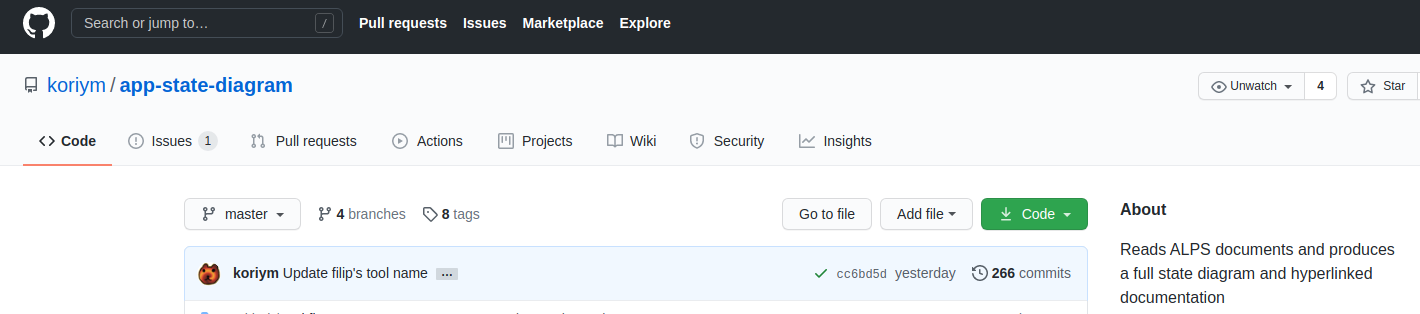 Search or jump to… / Pull requests Issues Marketplace Explore
koriym / app-state-diagram Unwatch 4 Star
Code Issues 1 Pull requests Actions Projects Wiki Security Insights
master 4 branches 8 tags Go to file Add file Code About
Reads ALPS documents and produces
koriym Update filip's tool name ... cc6bd5d yesterday 266 commits a full state diagram and hyperlinked
documentation